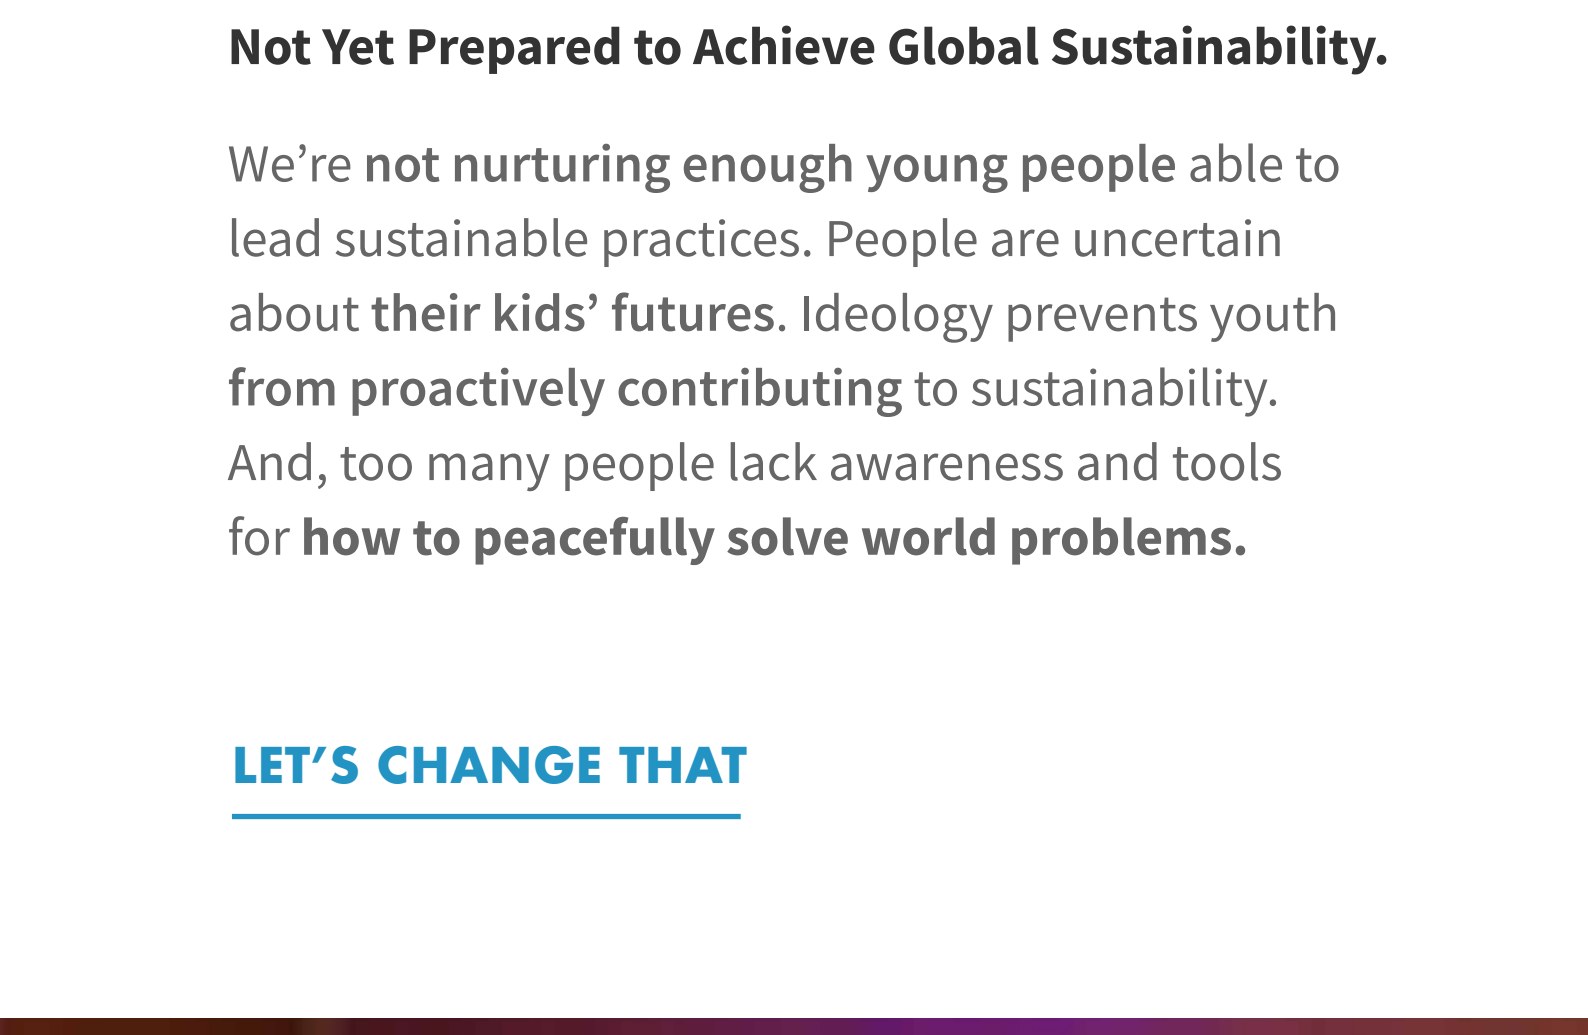 Not Yet Prepared to Achieve Global Sustainability.
We’re not nurturing enough young people able to
lead sustainable practices. People are uncertain
about their kids’ futures. Ideology prevents youth
from proactively contributing to sustainability.
And, too many people lack awareness and tools
for how to peacefully solve world problems.
LET’S CHANGE THAT